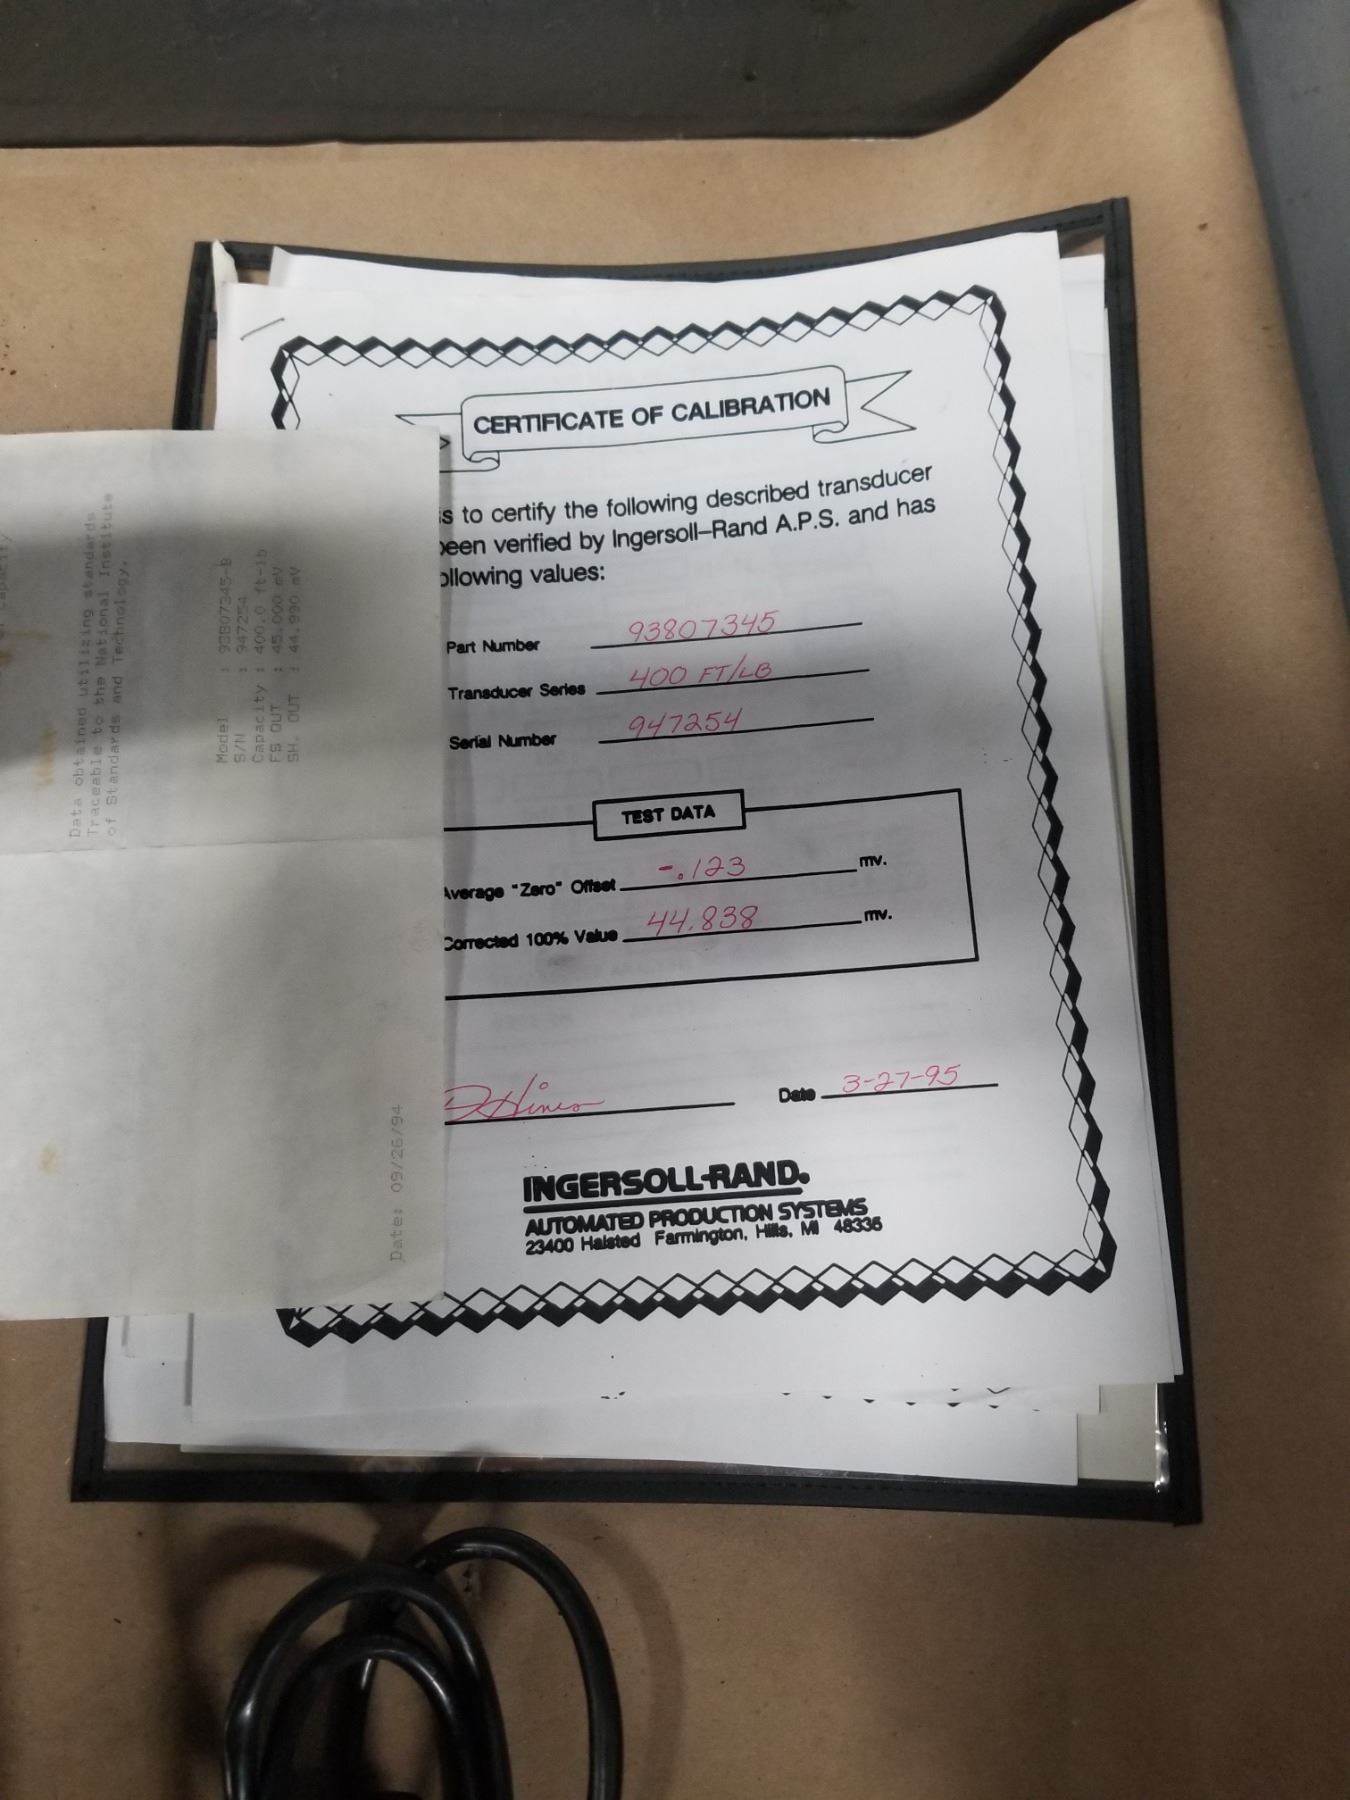 CERTIFICATE OF CALIBRATION
is to certify the following described transducer
been verified by Ingersoll-Rand A.P.S. and has
ollowing values:
Part Number 93807345
Transducer Series 400 FT/LB
Serial Number 947254
TEST DATA
Average "Zero" Offset -.123 mv.
Corrected 100% Value 44.838 mv.
DHines Date 3-27-95
INGERSOLL-RAND.
AUTOMATED PRODUCTION SYSTEMS
23400 Halsted Farmington, Hills, MI 48335
capacity
Data obtained utilizing standards
Traceable to the National Institute
of Standards and Technology.
Model : 93807345-B
S/N : 947254
Capacity : 400.0 ft-lb
FS OUT : 45.000 mV
SH. OUT : 44.990 mV
Date: 09/26/94